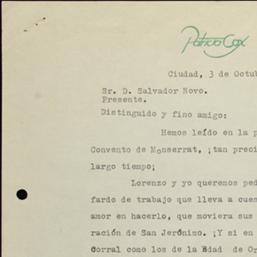 Patricio Cox
Ciudad, 3 de Octu
Sr. D. Salvador Novo.
Presente.
Distinguido y fino amigo:
Hemos leído en la p
Convento de Monserrat, ¡tan preci
largo tiempo;
Lorenzo y yo queremos ped
fardo de trabajo que lleva a cues
amor en hacerlo, que moviera sus
ración de San Jerónimo. ¡Y si en
corral como los de la Edad de Or